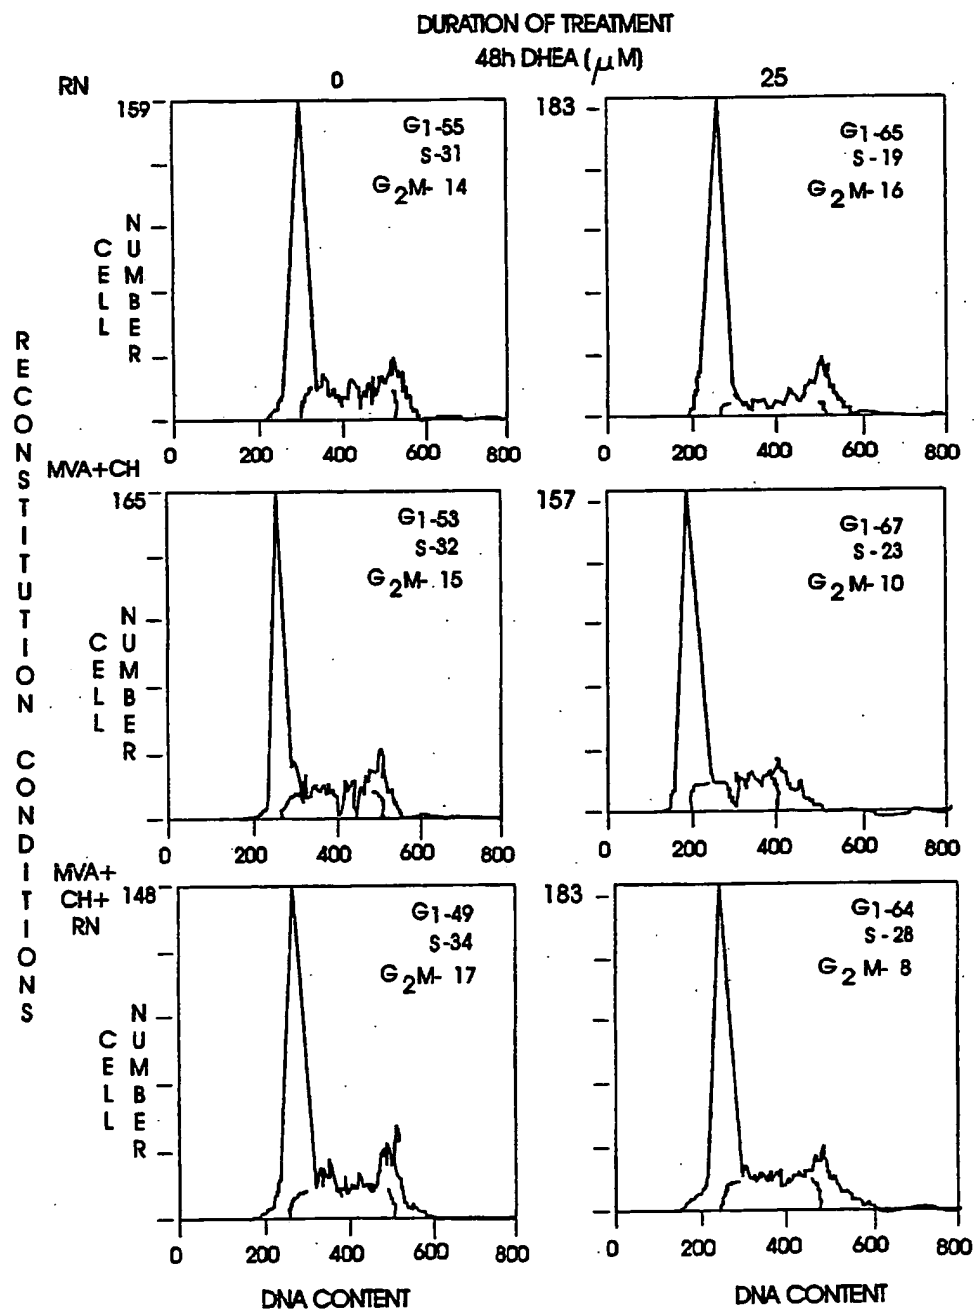 DURATION OF TREATMENT
48h DHEA (μM)
RN
0
25
159
G1-55
S-31
G2M- 14
183
G1-65
S-19
G2M-16
CELL NUMBER
0 200 400 600 800
0 200 400 600 800
RECONSTITUTION CONDITIONS
MVA+CH
165
G1-53
S-32
G2M-.15
157
G1-67
S-23
G2M-10
CELL NUMBER
0 200 400 600 800
0 200 400 600 800
MVA+
CH+
RN
148
G1-49
S-34
G2M- 17
183
G1-64
S-28
G2M- 8
CELL NUMBER
0 200 400 600 800
0 200 400 600 800
DNA CONTENT
DNA CONTENT